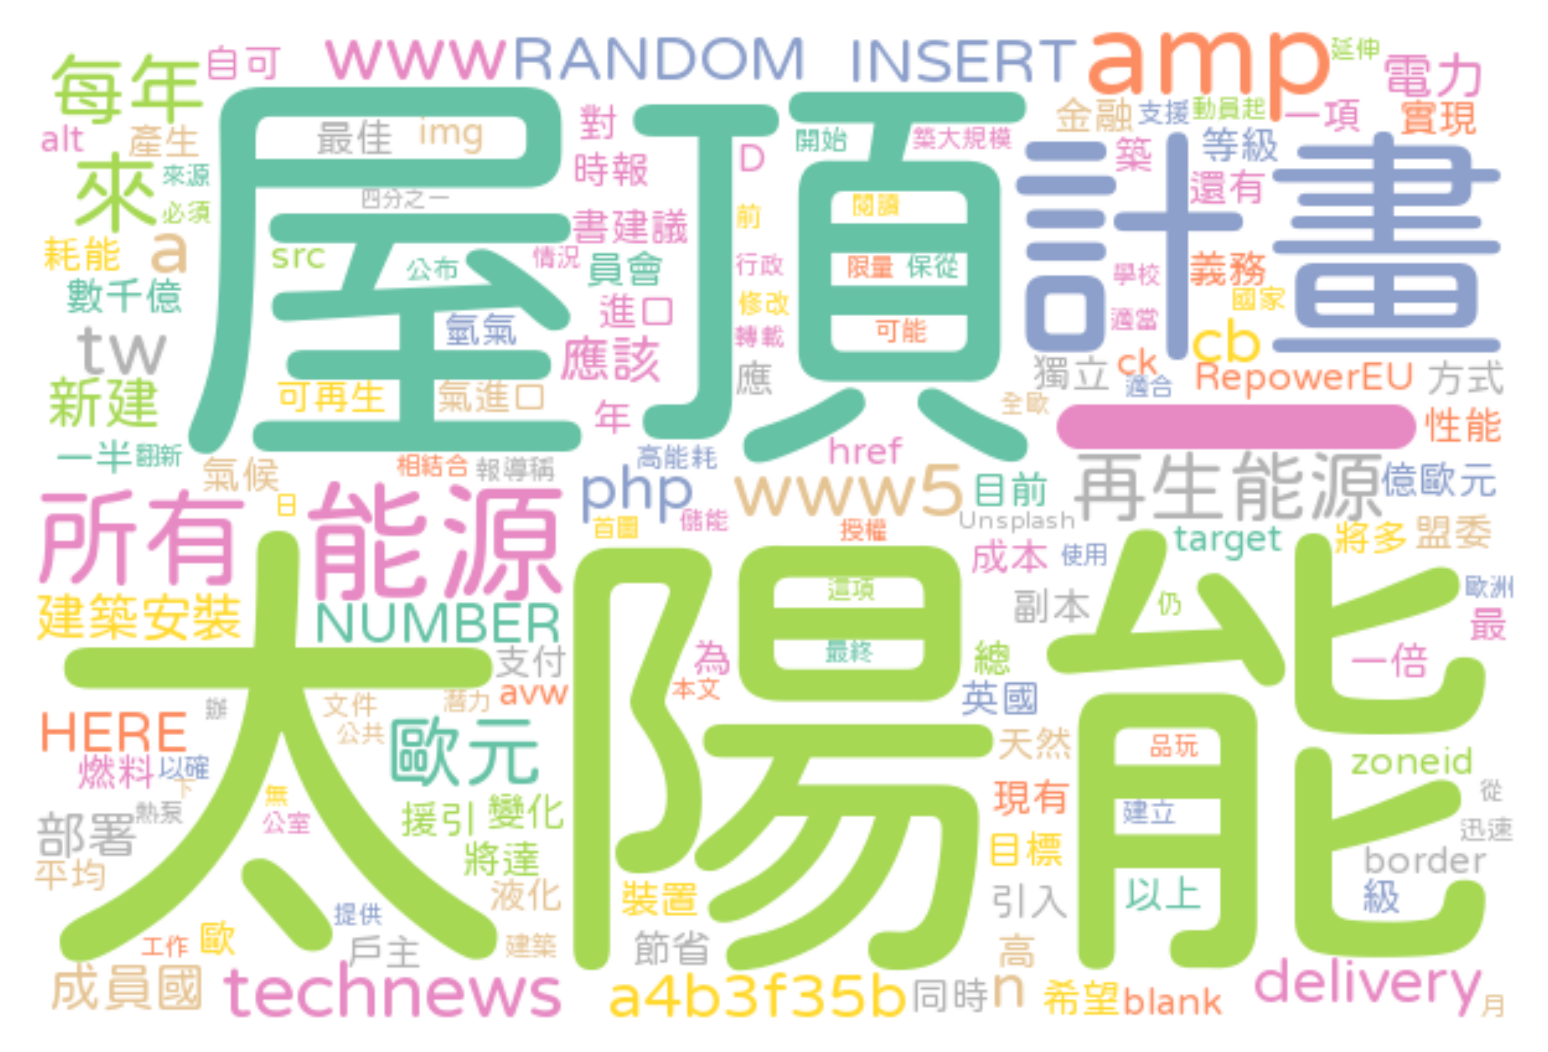 每年 自可 www RANDOM INSERT amp 延伸 電力
alt 產生 最佳 img 對 D 開始 築大規模 金融 支援 動員起 一項 實現
來 來源 必須 四分之一 時報 築 等級 還有
屋頂 計畫
耗能 a src 公布 情況 書建議 員會 前 行政 閱讀 限量 保從 學校 義務 國家
數千億 氫氣 進口 修改 轉載 可能 適當 cb
tw 應該 應 獨立 ck 適合 RepowerEU 方式
新建 可再生 氣進口 年 全歐 一 性能
一半 翻新 氣候 相結合 報導稱 高能耗 href
所有 能源 日 php 首圖 儲能 www5 目前 再生能源 億歐元
Unsplash 授權 成本 使用 target 將多 盟委
建築安裝 NUMBER 這項 副本 仍 歐洲 最
太陽能
支付 為 最終 總 一倍
HERE 辦 文件 潛力 avw 本文 英國
燃料 以確 下 公共 歐元 天然 品玩 zoneid
部署 熱泵 無 公室 援引 變化 現有 建立 從 迅速
平均 將達 目標 border
提供 液化 裝置 引入 以上 級
工作 歐 戶主 建築 節省 高
成員國 technews a4b3f35b 同時 n 希望 blank delivery 月